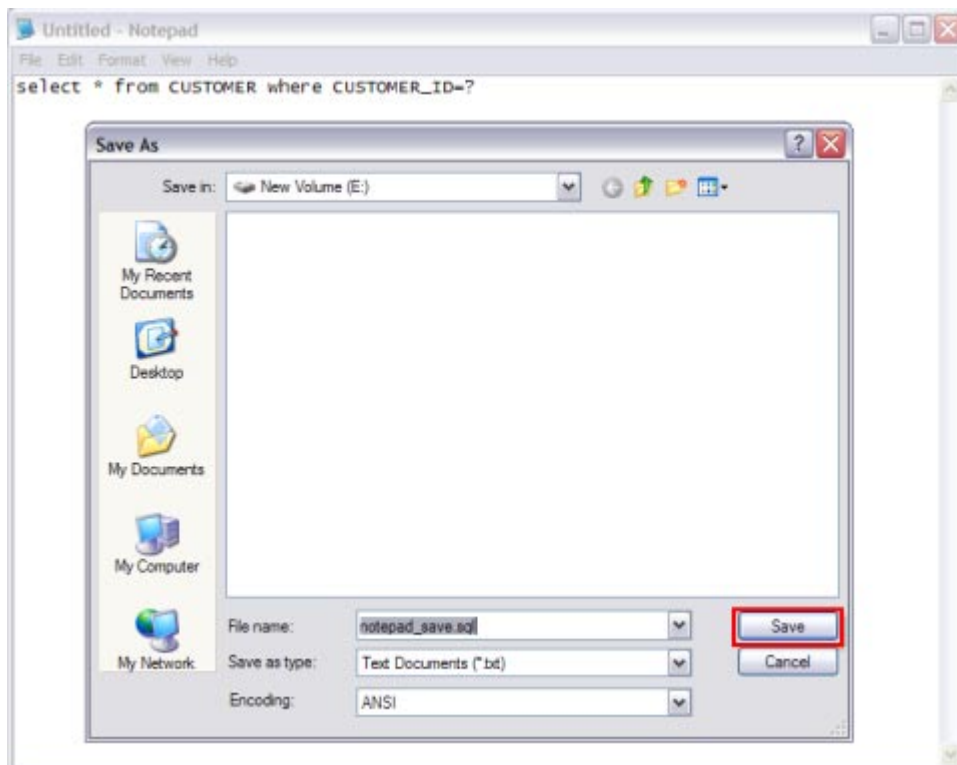 Untitled - Notepad
File Edit Format View Help
select * from CUSTOMER where CUSTOMER_ID=?
Save As
Save in: New Volume (E:)
My Recent
Documents
Desktop
My Documents
My Computer
My Network
File name: notepad_save.sql
Save
Save as type: Text Documents (*.txt)
Cancel
Encoding: ANSI